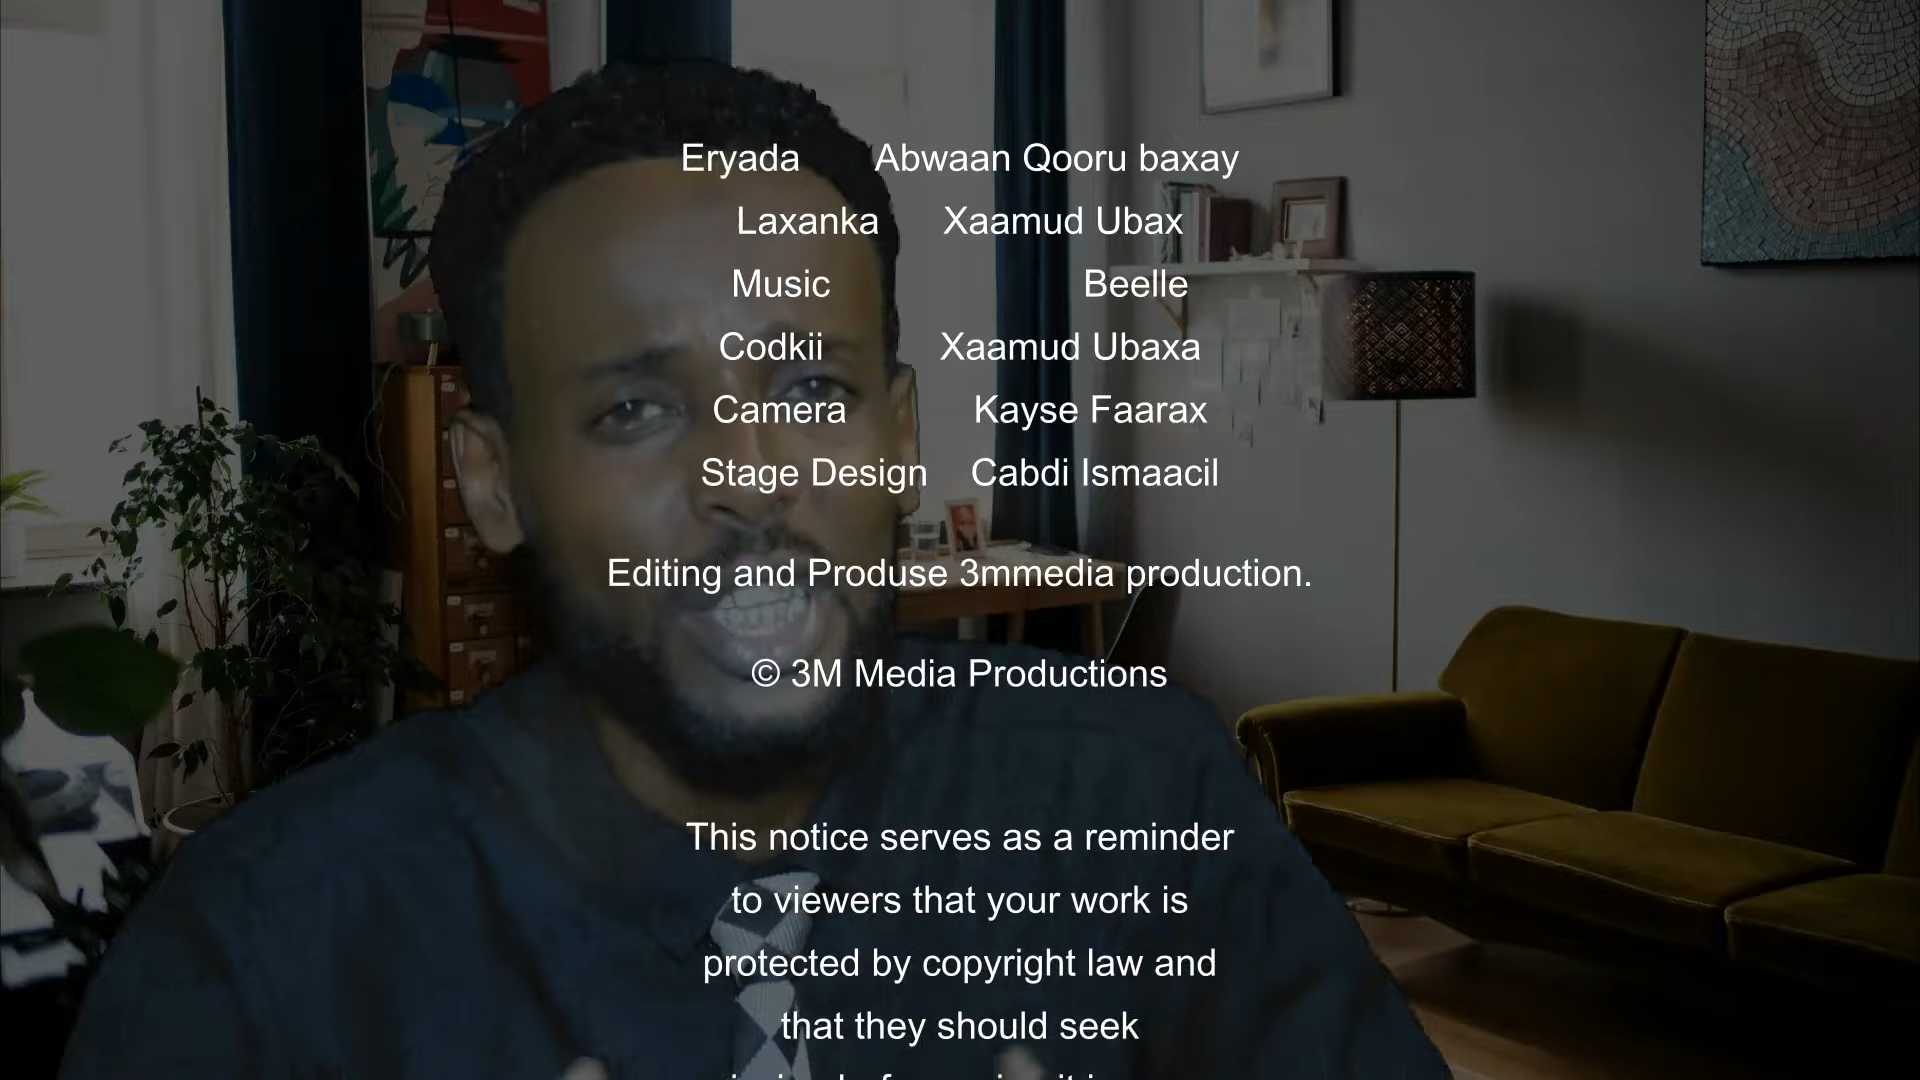 Eryada Abwaan Qooru baxay
Laxanka Xaamud Ubax
Music Beelle
Codkii Xaamud Ubaxa
Camera Kayse Faarax
Stage Design Cabdi Ismaacil
Editing and Produse 3mmedia production.
© 3M Media Productions
This notice serves as a reminder
to viewers that your work is
protected by copyright law and
that they should seek